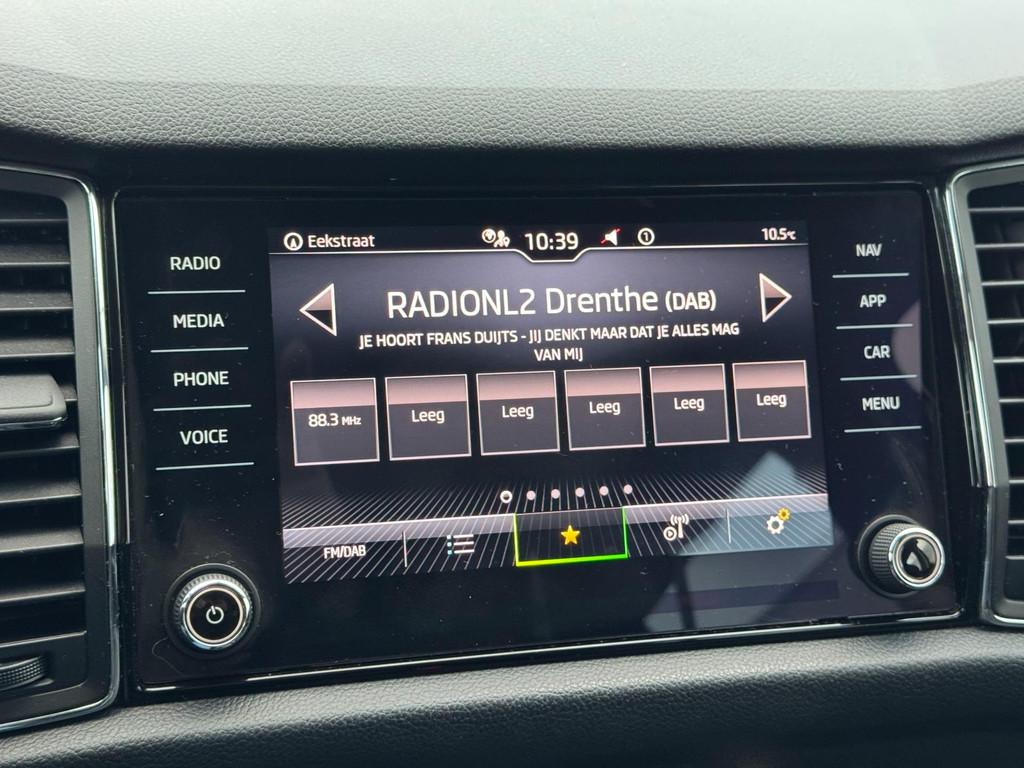 Eekstraat
10:39
1
10.5°C
RADIO
MEDIA
PHONE
VOICE
RADIONL2 Drenthe (DAB)
JE HOORT FRANS DUIJTS - JIJ DENKT MAAR DAT JE ALLES MAG
VAN MIJ
88.3 MHz
Leeg
Leeg
Leeg
Leeg
Leeg
FM/DAB
NAV
APP
CAR
MENU